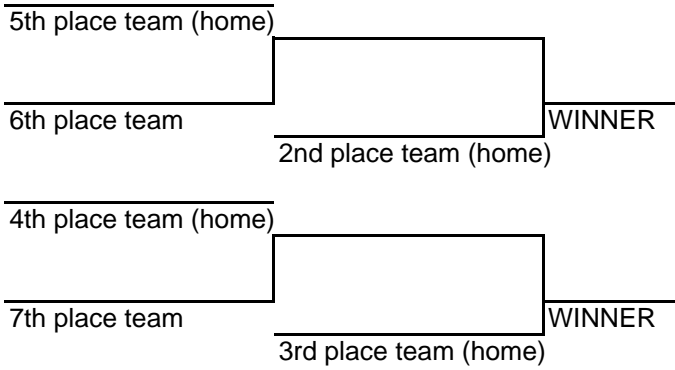 5th place team (home)
6th place team
WINNER
2nd place team (home)
4th place team (home)
7th place team
WINNER
3rd place team (home)